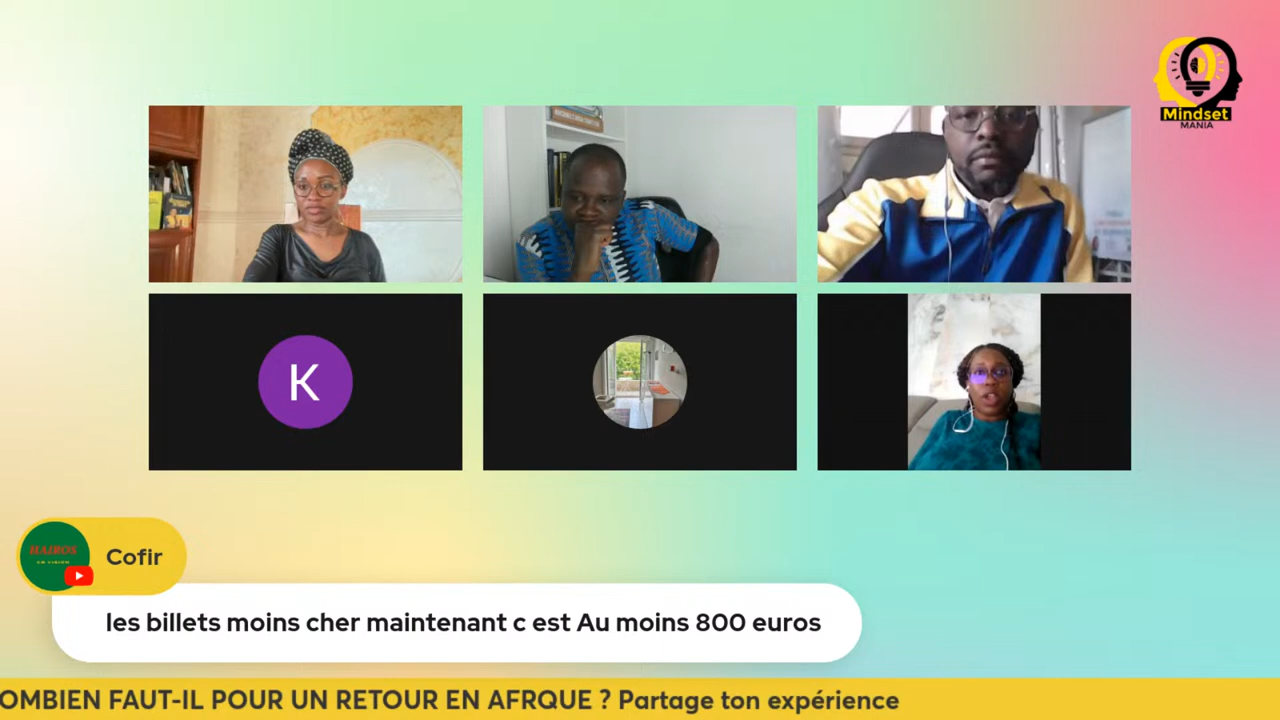 Mindset
MANIA
K
HAIROS
Cofir
les billets moins cher maintenant c est Au moins 800 euros
OMBIEN FAUT-IL POUR UN RETOUR EN AFRQUE ? Partage ton expérience